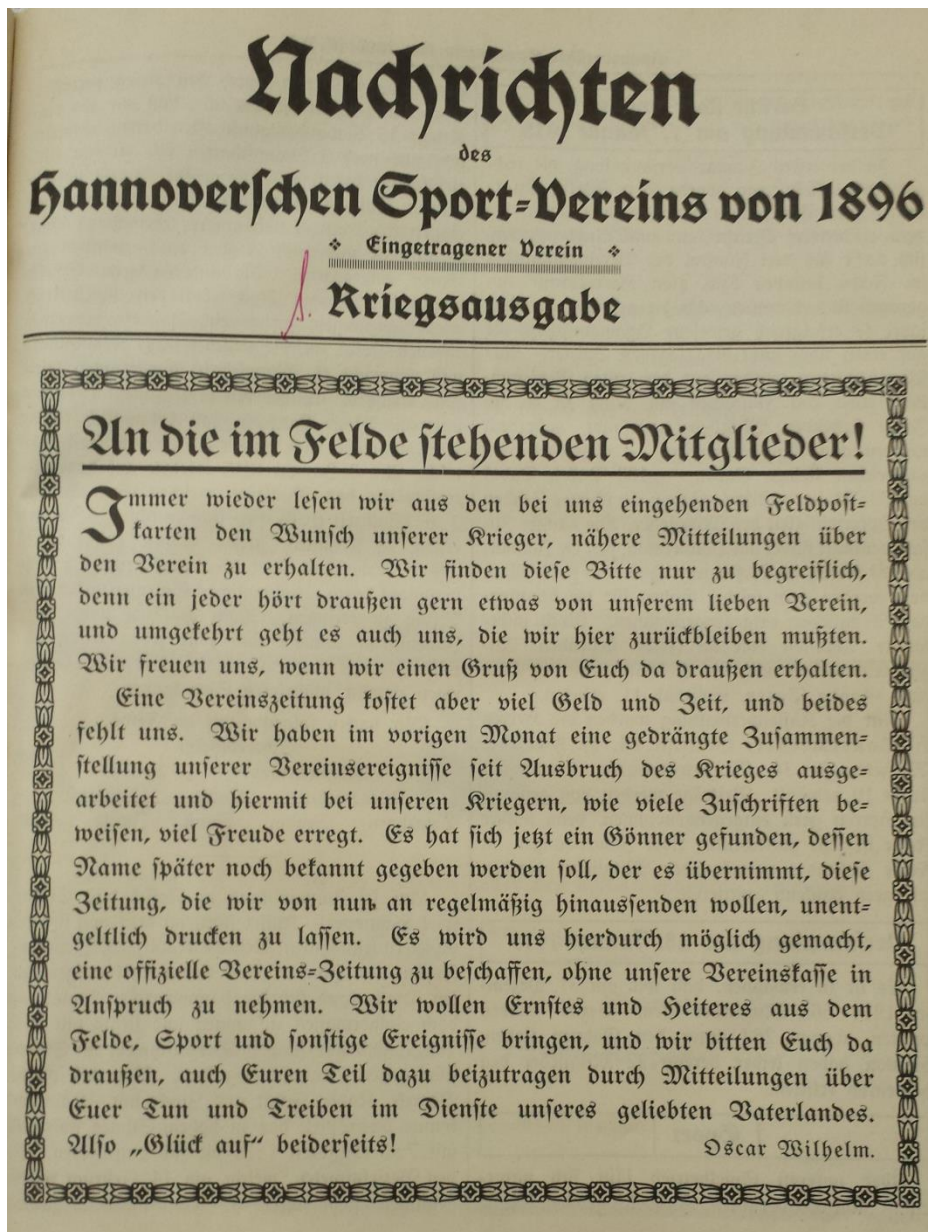 Nachrichten
des
Hannoverschen Sport-Vereins von 1896
Eingetragener Verein
Kriegsausgabe
An die im Felde stehenden Mitglieder!
Immer wieder lesen wir aus den bei uns eingehenden Feldpost-
karten den Wunsch unserer Krieger, nähere Mitteilungen über
den Verein zu erhalten. Wir finden diese Bitte nur zu begreiflich,
denn ein jeder hört draußen gern etwas von unserem lieben Verein,
und umgekehrt geht es auch uns, die wir hier zurückbleiben mußten.
Wir freuen uns, wenn wir einen Gruß von Euch da draußen erhalten.
Eine Vereinszeitung kostet aber viel Geld und Zeit, und beides
fehlt uns. Wir haben im vorigen Monat eine gedrängte Zusammen-
stellung unserer Vereinsereignisse seit Ausbruch des Krieges ausge-
arbeitet und hiermit bei unseren Kriegern, wie viele Zuschriften be-
weisen, viel Freude erregt. Es hat sich jetzt ein Gönner gefunden, dessen
Name später noch bekannt gegeben werden soll, der es übernimmt, diese
Zeitung, die wir von nun an regelmäßig hinaussenden wollen, unent-
geltlich drucken zu lassen. Es wird uns hierdurch möglich gemacht,
eine offizielle Vereins-Zeitung zu beschaffen, ohne unsere Vereinskasse in
Anspruch zu nehmen. Wir wollen Ernstes und Heiteres aus dem
Felde, Sport und sonstige Ereignisse bringen, und wir bitten Euch da
draußen, auch Euren Teil dazu beizutragen durch Mitteilungen über
Euer Tun und Treiben im Dienste unseres geliebten Vaterlandes.
Also „Glück auf“ beiderseits! Oscar Wilhelm.